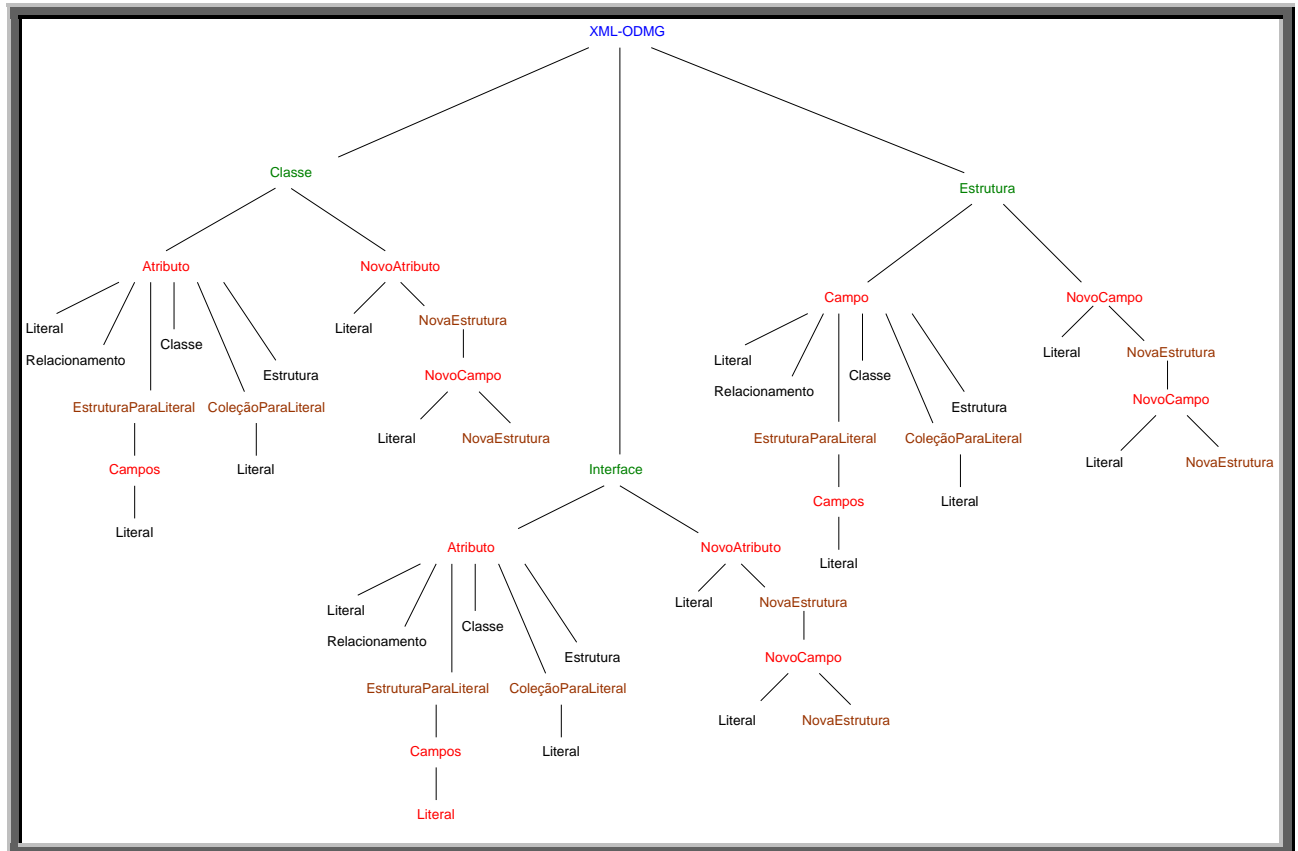 XML-ODMG
Classe
Estrutura
Atributo
NovoAtributo
Literal
Relacionamento
Classe
Estrutura
EstruturaParaLiteral
ColeçãoParaLiteral
Campos
Literal
Literal
Literal
NovaEstrutura
NovoCampo
Literal
NovaEstrutura
Campo
NovoCampo
Literal
Relacionamento
Classe
Estrutura
EstruturaParaLiteral
ColeçãoParaLiteral
Campos
Literal
Literal
Literal
NovaEstrutura
NovoCampo
Literal
NovaEstrutura
Interface
Atributo
NovoAtributo
Literal
Relacionamento
Classe
Estrutura
EstruturaParaLiteral
ColeçãoParaLiteral
Campos
Literal
Literal
Literal
NovaEstrutura
NovoCampo
Literal
NovaEstrutura